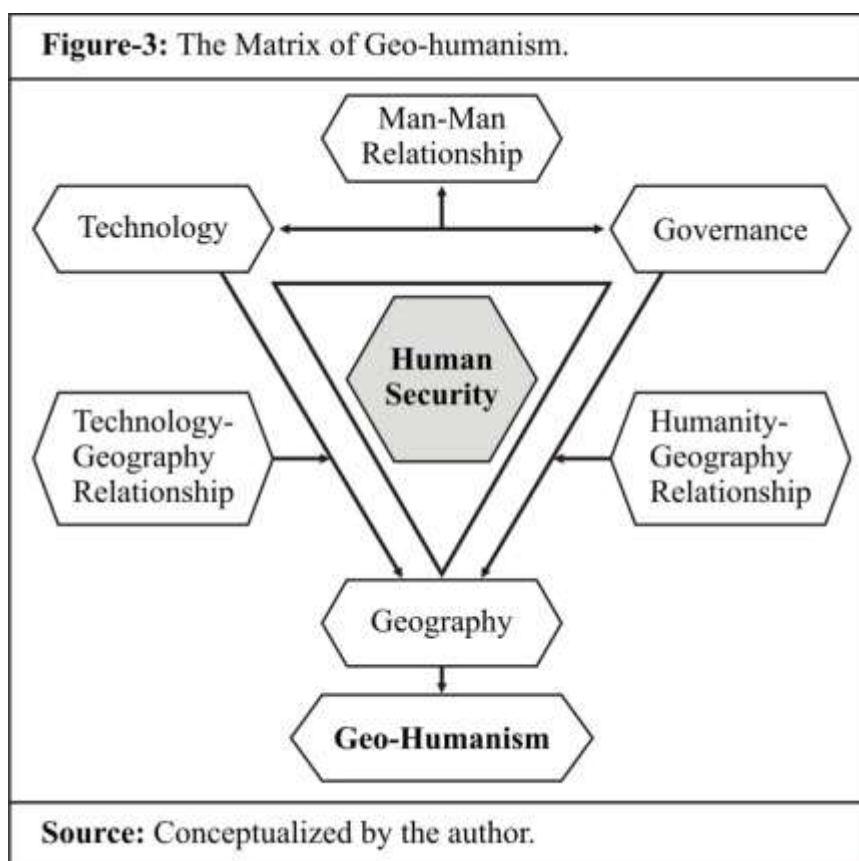 Figure-3: The Matrix of Geo-humanism.
Man-Man
Relationship
Technology
Governance
Human
Security
Technology-
Geography
Relationship
Humanity-
Geography
Relationship
Geography
Geo-Humanism
Source: Conceptualized by the author.